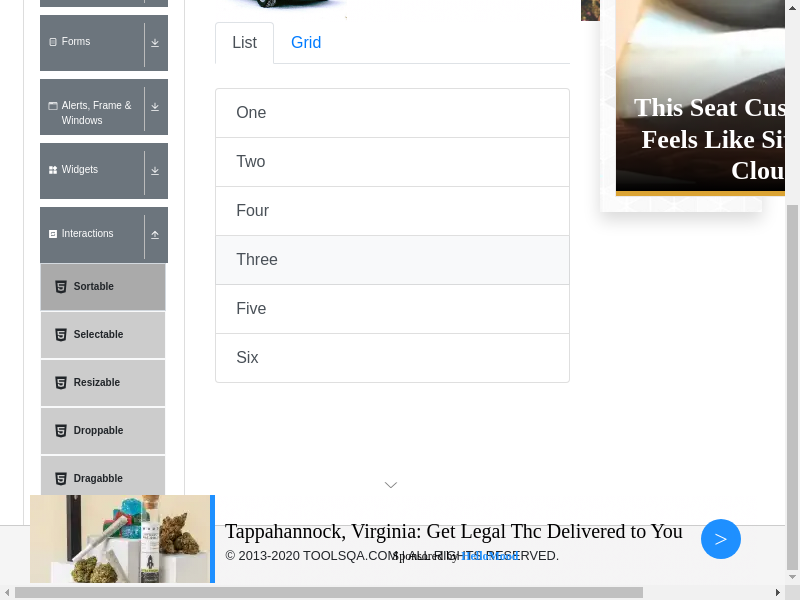 Forms
Alerts, Frame &
Windows
Widgets
Interactions
Sortable
Selectable
Resizable
Droppable
Dragabble
List
Grid
One
Two
Four
Three
Five
Six
This Seat Cus
Feels Like Sit
Clou
Tappahannock, Virginia: Get Legal Thc Delivered to You
>
© 2013-2020 TOOLSQA.COM | ALL RIGHTS RESERVED.
Sponsored by